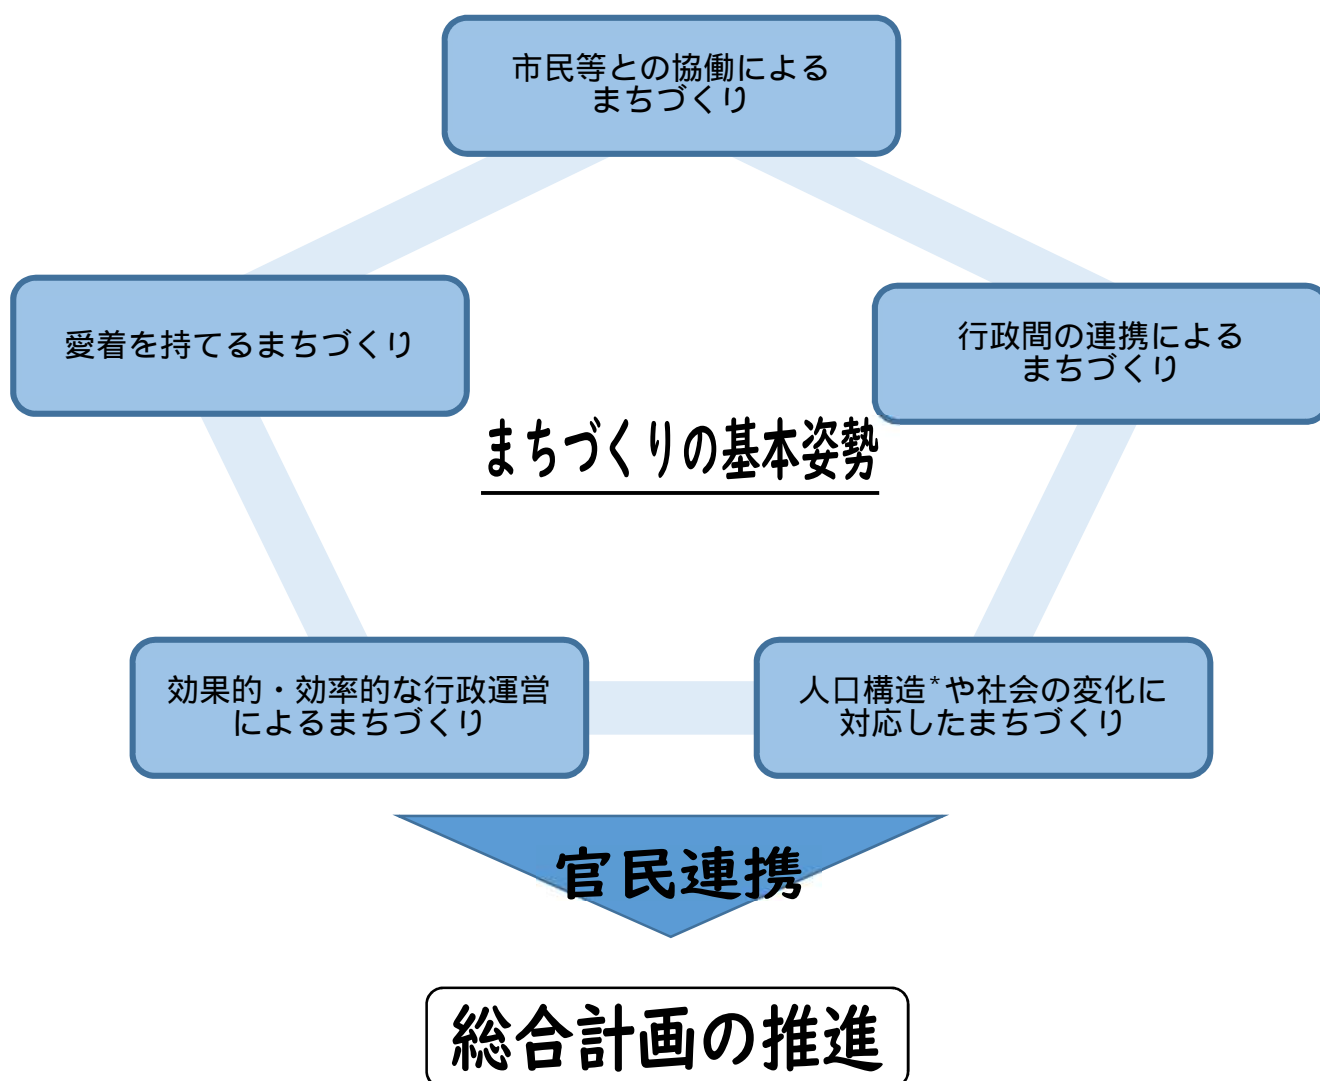 市民等との協働による
まちづくり
愛着を持てるまちづくり
行政間の連携による
まちづくり
まちづくりの基本姿勢
効果的・効率的な行政運営
によるまちづくり
人口構造*や社会の変化に
対応したまちづくり
官民連携
総合計画の推進